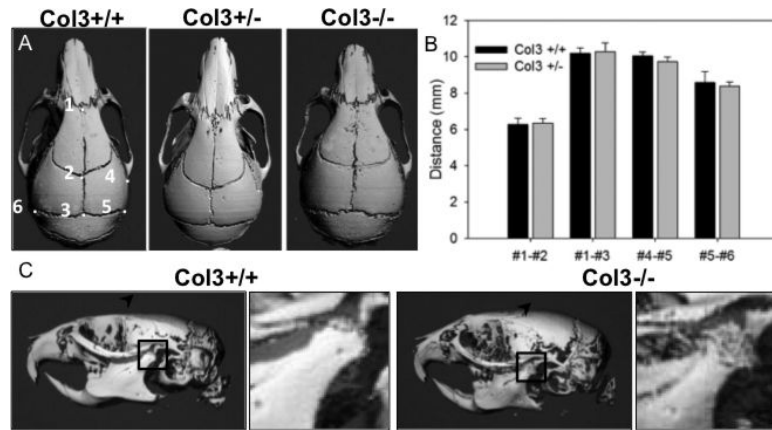 Col3+/+
Col3+/-
Col3-/-
A
1
2
4
6
3
5
B
Distance (mm)
12
10
8
6
4
2
0
Col3 +/+
Col3 +/-
#1-#2
#1-#3
#4-#5
#5-#6
C
Col3+/+
Col3-/-